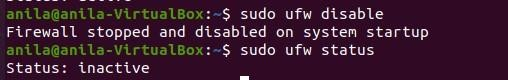 anila@anila-VirtualBox:~$ sudo ufw disable
Firewall stopped and disabled on system startup
anila@anila-VirtualBox:~$ sudo ufw status
Status: inactive